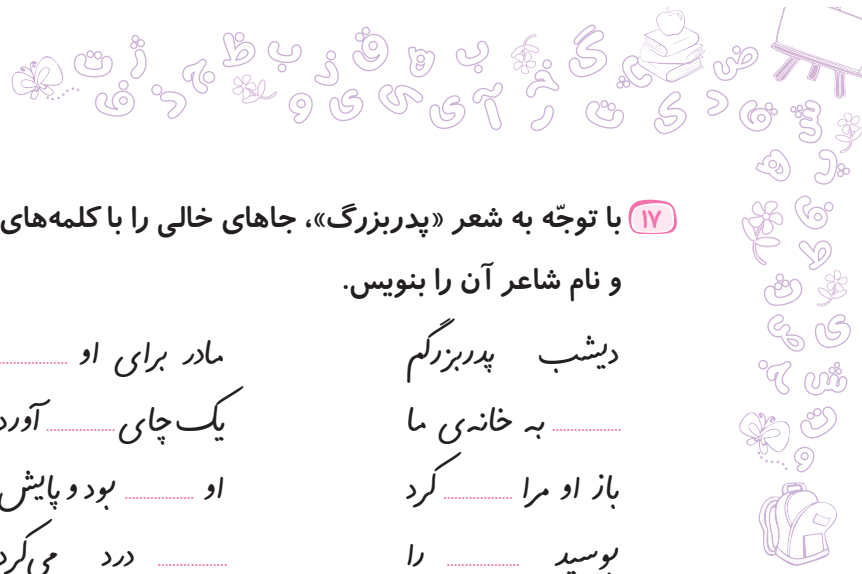 ۱۷ با توجّه به شعر «پدربزرگ»، جاهای خالی را با کلمه‌های
و نام شاعر آن را بنویس.
دیشب پدربزرگم
مادر برای او ..........
.......... به خانه‌ی ما
یک چای .......... آورد
باز او مرا .......... کرد
او .......... بود و پایش
بوسید .......... را
.......... درد می‌کرد